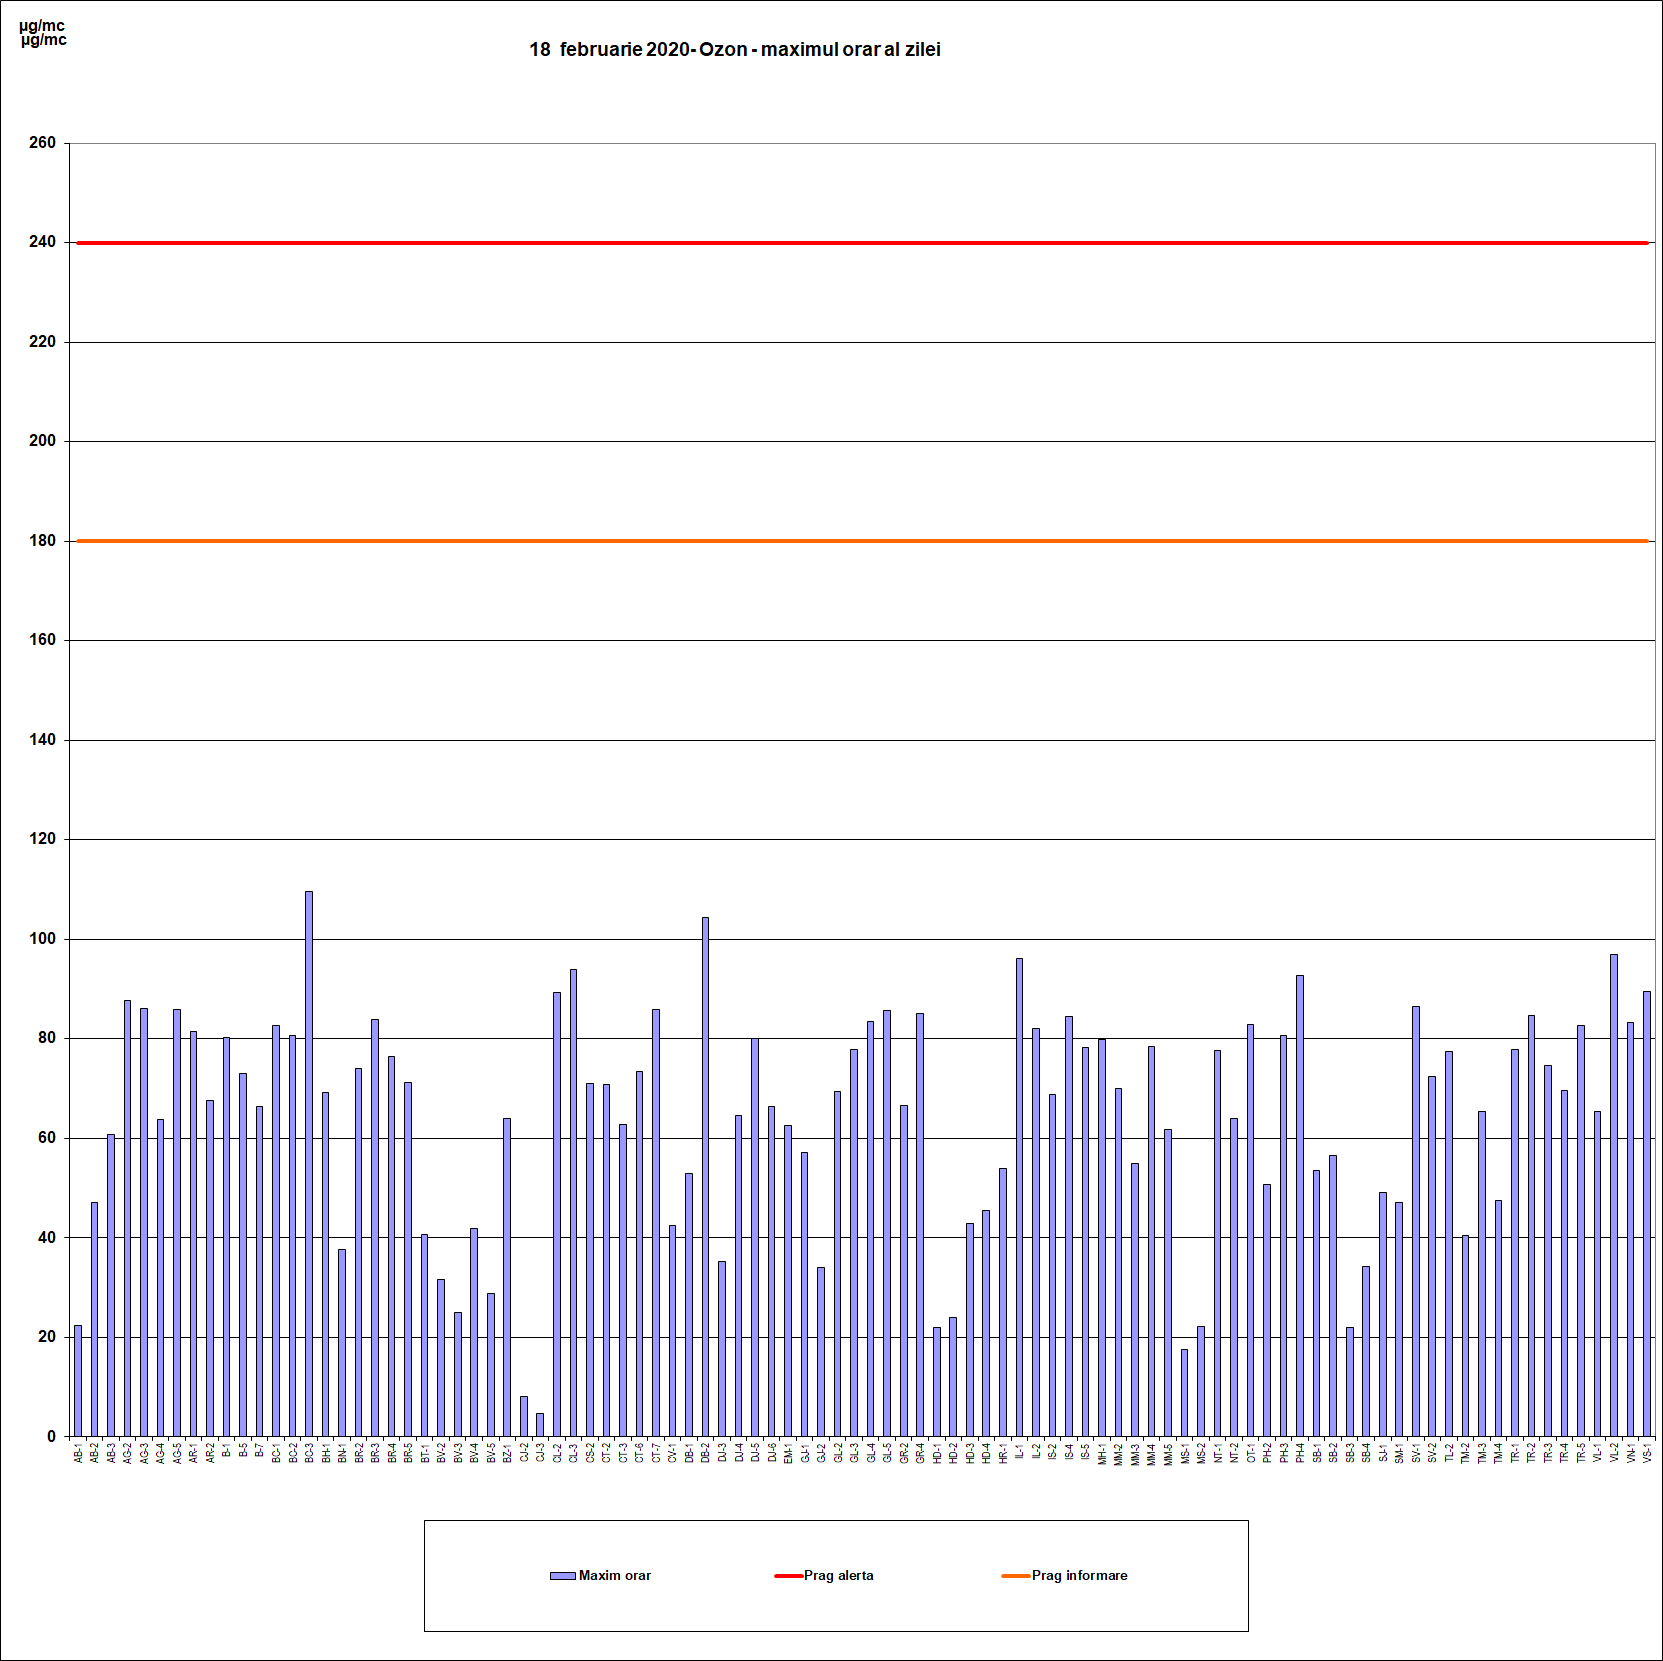 µg/mc
µg/mc
18 februarie 2020- Ozon - maximul orar al zilei
260
240
220
200
180
160
140
120
100
80
60
40
20
0
AB-1 AB-2 AB-3 AG-2 AG-3 AG-4 AG-5 AR-1 AR-2 B-1 B-5 B-7 BC-1 BC-2 BC-3 BH-1 BN-1 BR-2 BR-3 BR-4 BR-5 BT-1 BV-2 BV-3 BV-4 BV-5 BZ-1 CJ-2 CJ-3 CL-2 CL-3 CS-2 CT-2 CT-3 CT-6 CT-7 CV-1 DB-1 DB-2 DJ-3 DJ-4 DJ-5 DJ-6 EM-1 GJ-1 GJ-2 GL-2 GL-3 GL-4 GL-5 GR-2 GR-4 HD-1 HD-2 HD-3 HD-4 HR-1 IL-1 IL-2 IS-2 IS-4 IS-5 MH-1 MM-2 MM-3 MM-4 MM-5 MS-1 MS-2 NT-1 NT-2 OT-1 PH-2 PH-3 PH-4 SB-1 SB-2 SB-3 SB-4 SJ-1 SM-1 SV-1 SV-2 TL-2 TM-2 TM-3 TM-4 TR-1 TR-2 TR-3 TR-4 TR-5 VL-1 VL-2 VN-1 VS-1
Maxim orar Prag alerta Prag informare